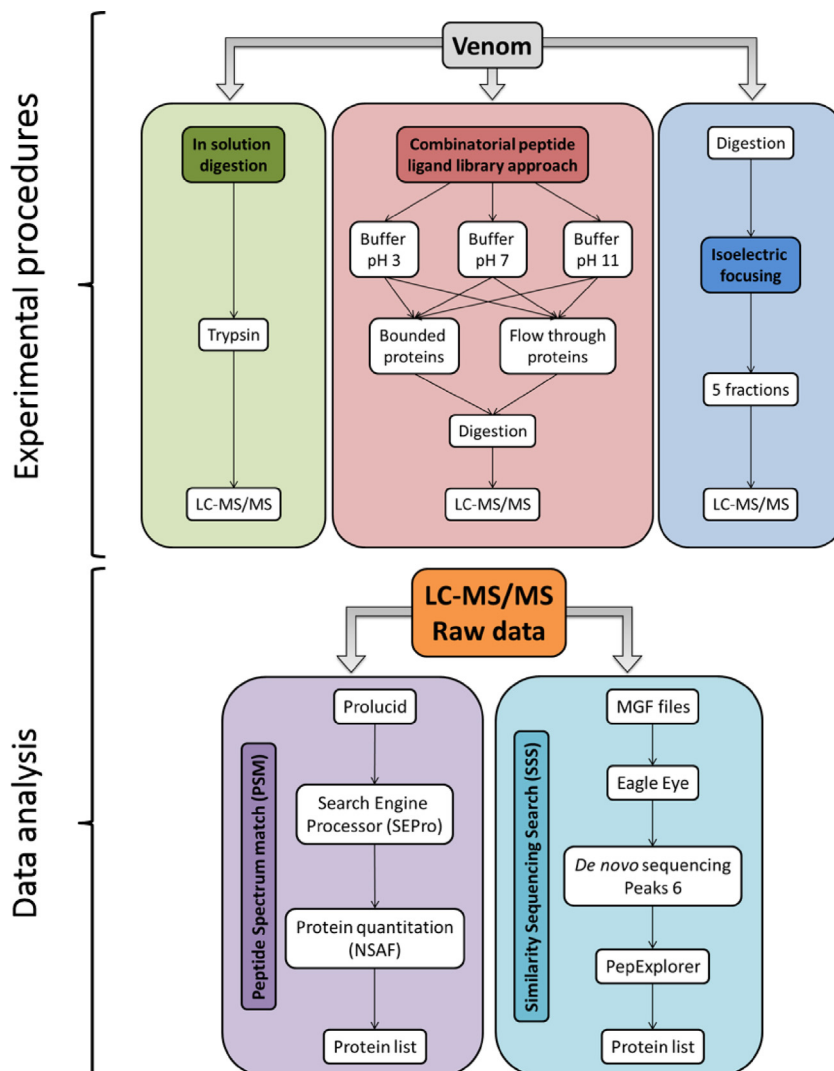 Experimental procedures
Venom
In solution
digestion
Trypsin
LC-MS/MS
Combinatorial peptide
ligand library approach
Buffer
pH 3
Buffer
pH 7
Buffer
pH 11
Bounded
proteins
Flow through
proteins
Digestion
LC-MS/MS
Digestion
Isoelectric
focusing
5 fractions
LC-MS/MS
Data analysis
LC-MS/MS
Raw data
Peptide Spectrum match (PSM)
Prolucid
Search Engine
Processor (SEPro)
Protein quantitation
(NSAF)
Protein list
Similarity Sequencing Search (SSS)
MGF files
Eagle Eye
De novo sequencing
Peaks 6
PepExplorer
Protein list